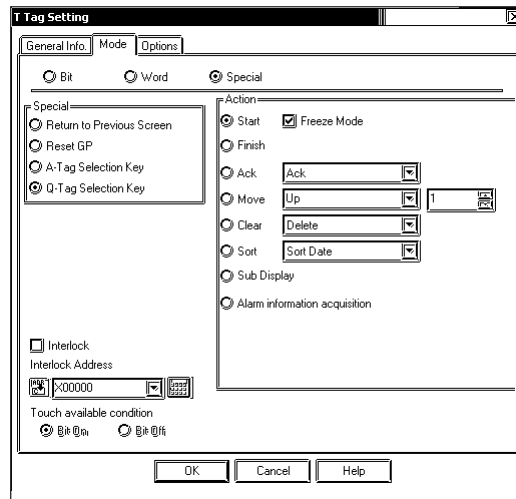 T Tag Setting
General Info. Mode Options
Bit Word Special
Special
Return to Previous Screen
Reset GP
A-Tag Selection Key
Q-Tag Selection Key
Action
Start Freeze Mode
Finish
Ack Ack
Move Up 1
Clear Delete
Sort Sort Date
Sub Display
Alarm information acquisition
Interlock
Interlock Address
X00000
Touch available condition
Bit On Bit Off
OK Cancel Help